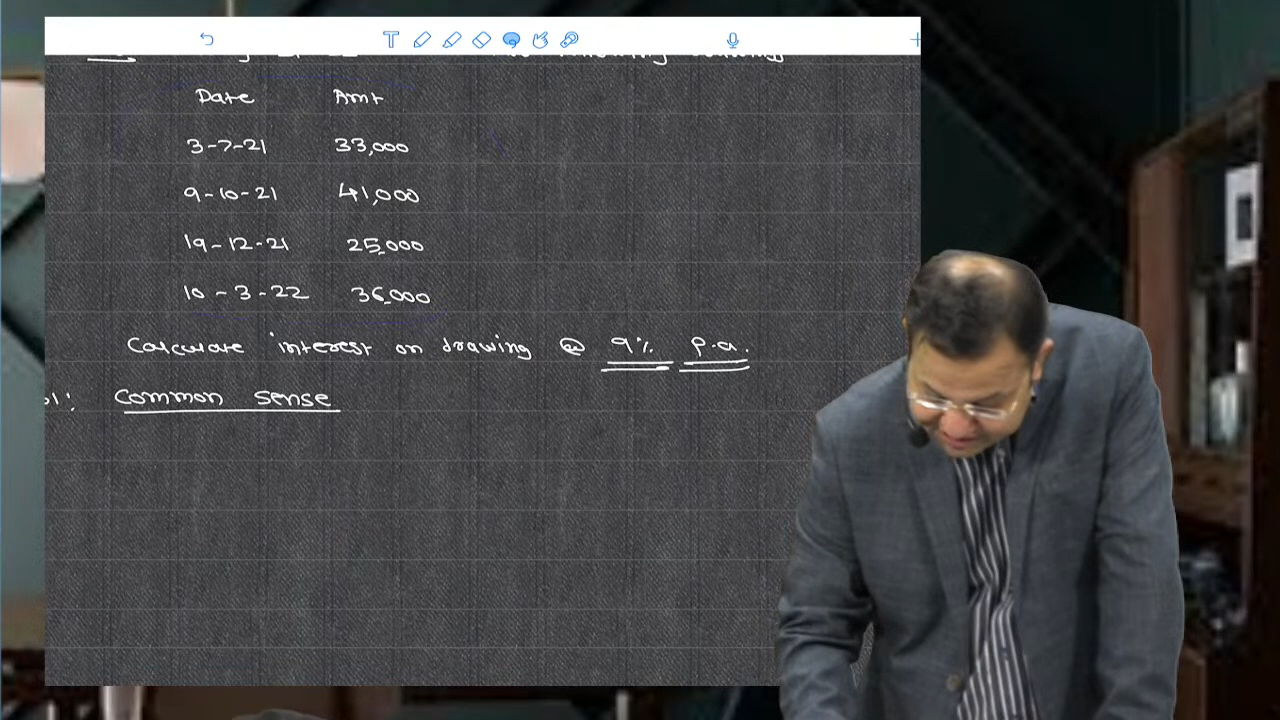 Date Amt
3-7-21 33,000
9-10-21 41,000
19-12-21 25,000
10-3-22 36,000
Calculate interest on drawing @ 9% p.a.
Common sense